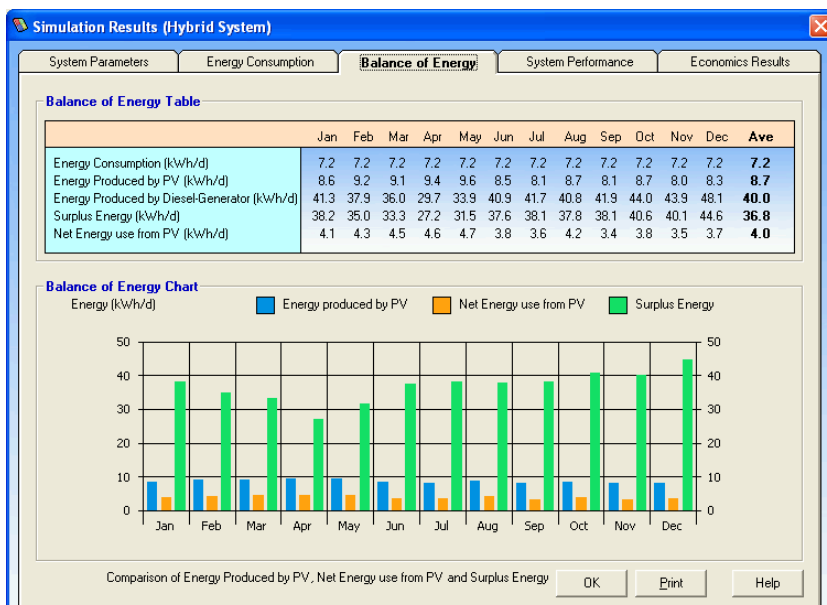 Simulation Results (Hybrid System)
System Parameters Energy Consumption Balance of Energy System Performance Economics Results
Balance of Energy Table
Jan Feb Mar Apr May Jun Jul Aug Sep Oct Nov Dec Ave
Energy Consumption (kWh/d) 7.2 7.2 7.2 7.2 7.2 7.2 7.2 7.2 7.2 7.2 7.2 7.2 7.2
Energy Produced by PV (kWh/d) 8.6 9.2 9.1 9.4 9.6 8.5 8.1 8.7 8.1 8.7 8.0 8.3 8.7
Energy Produced by Diesel-Generator (kWh/d) 41.3 37.9 36.0 29.7 33.9 40.9 41.7 40.8 41.9 44.0 43.9 48.1 40.0
Surplus Energy (kWh/d) 38.2 35.0 33.3 27.2 31.5 37.6 38.1 37.8 38.1 40.6 40.1 44.6 36.8
Net Energy use from PV (kWh/d) 4.1 4.3 4.5 4.6 4.7 3.8 3.6 4.2 3.4 3.8 3.5 3.7 4.0
Balance of Energy Chart
Energy (kWh/d) Energy produced by PV Net Energy use from PV Surplus Energy
50 50
40 40
30 30
20 20
10 10
0 0
Jan Feb Mar Apr May Jun Jul Aug Sep Oct Nov Dec
Comparison of Energy Produced by PV, Net Energy use from PV and Surplus Energy OK Print Help